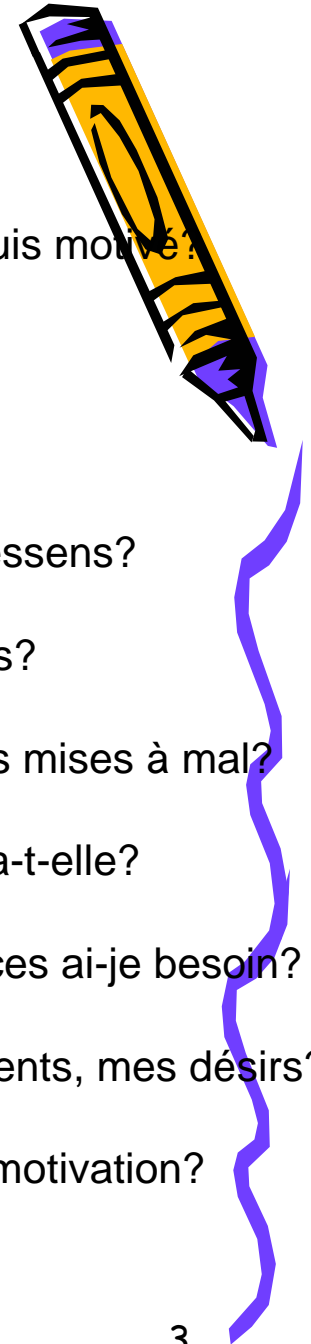 uis motivé?
essens?
s?
s mises à mal?
a-t-elle?
ces ai-je besoin?
ents, mes désirs?
motivation?
3